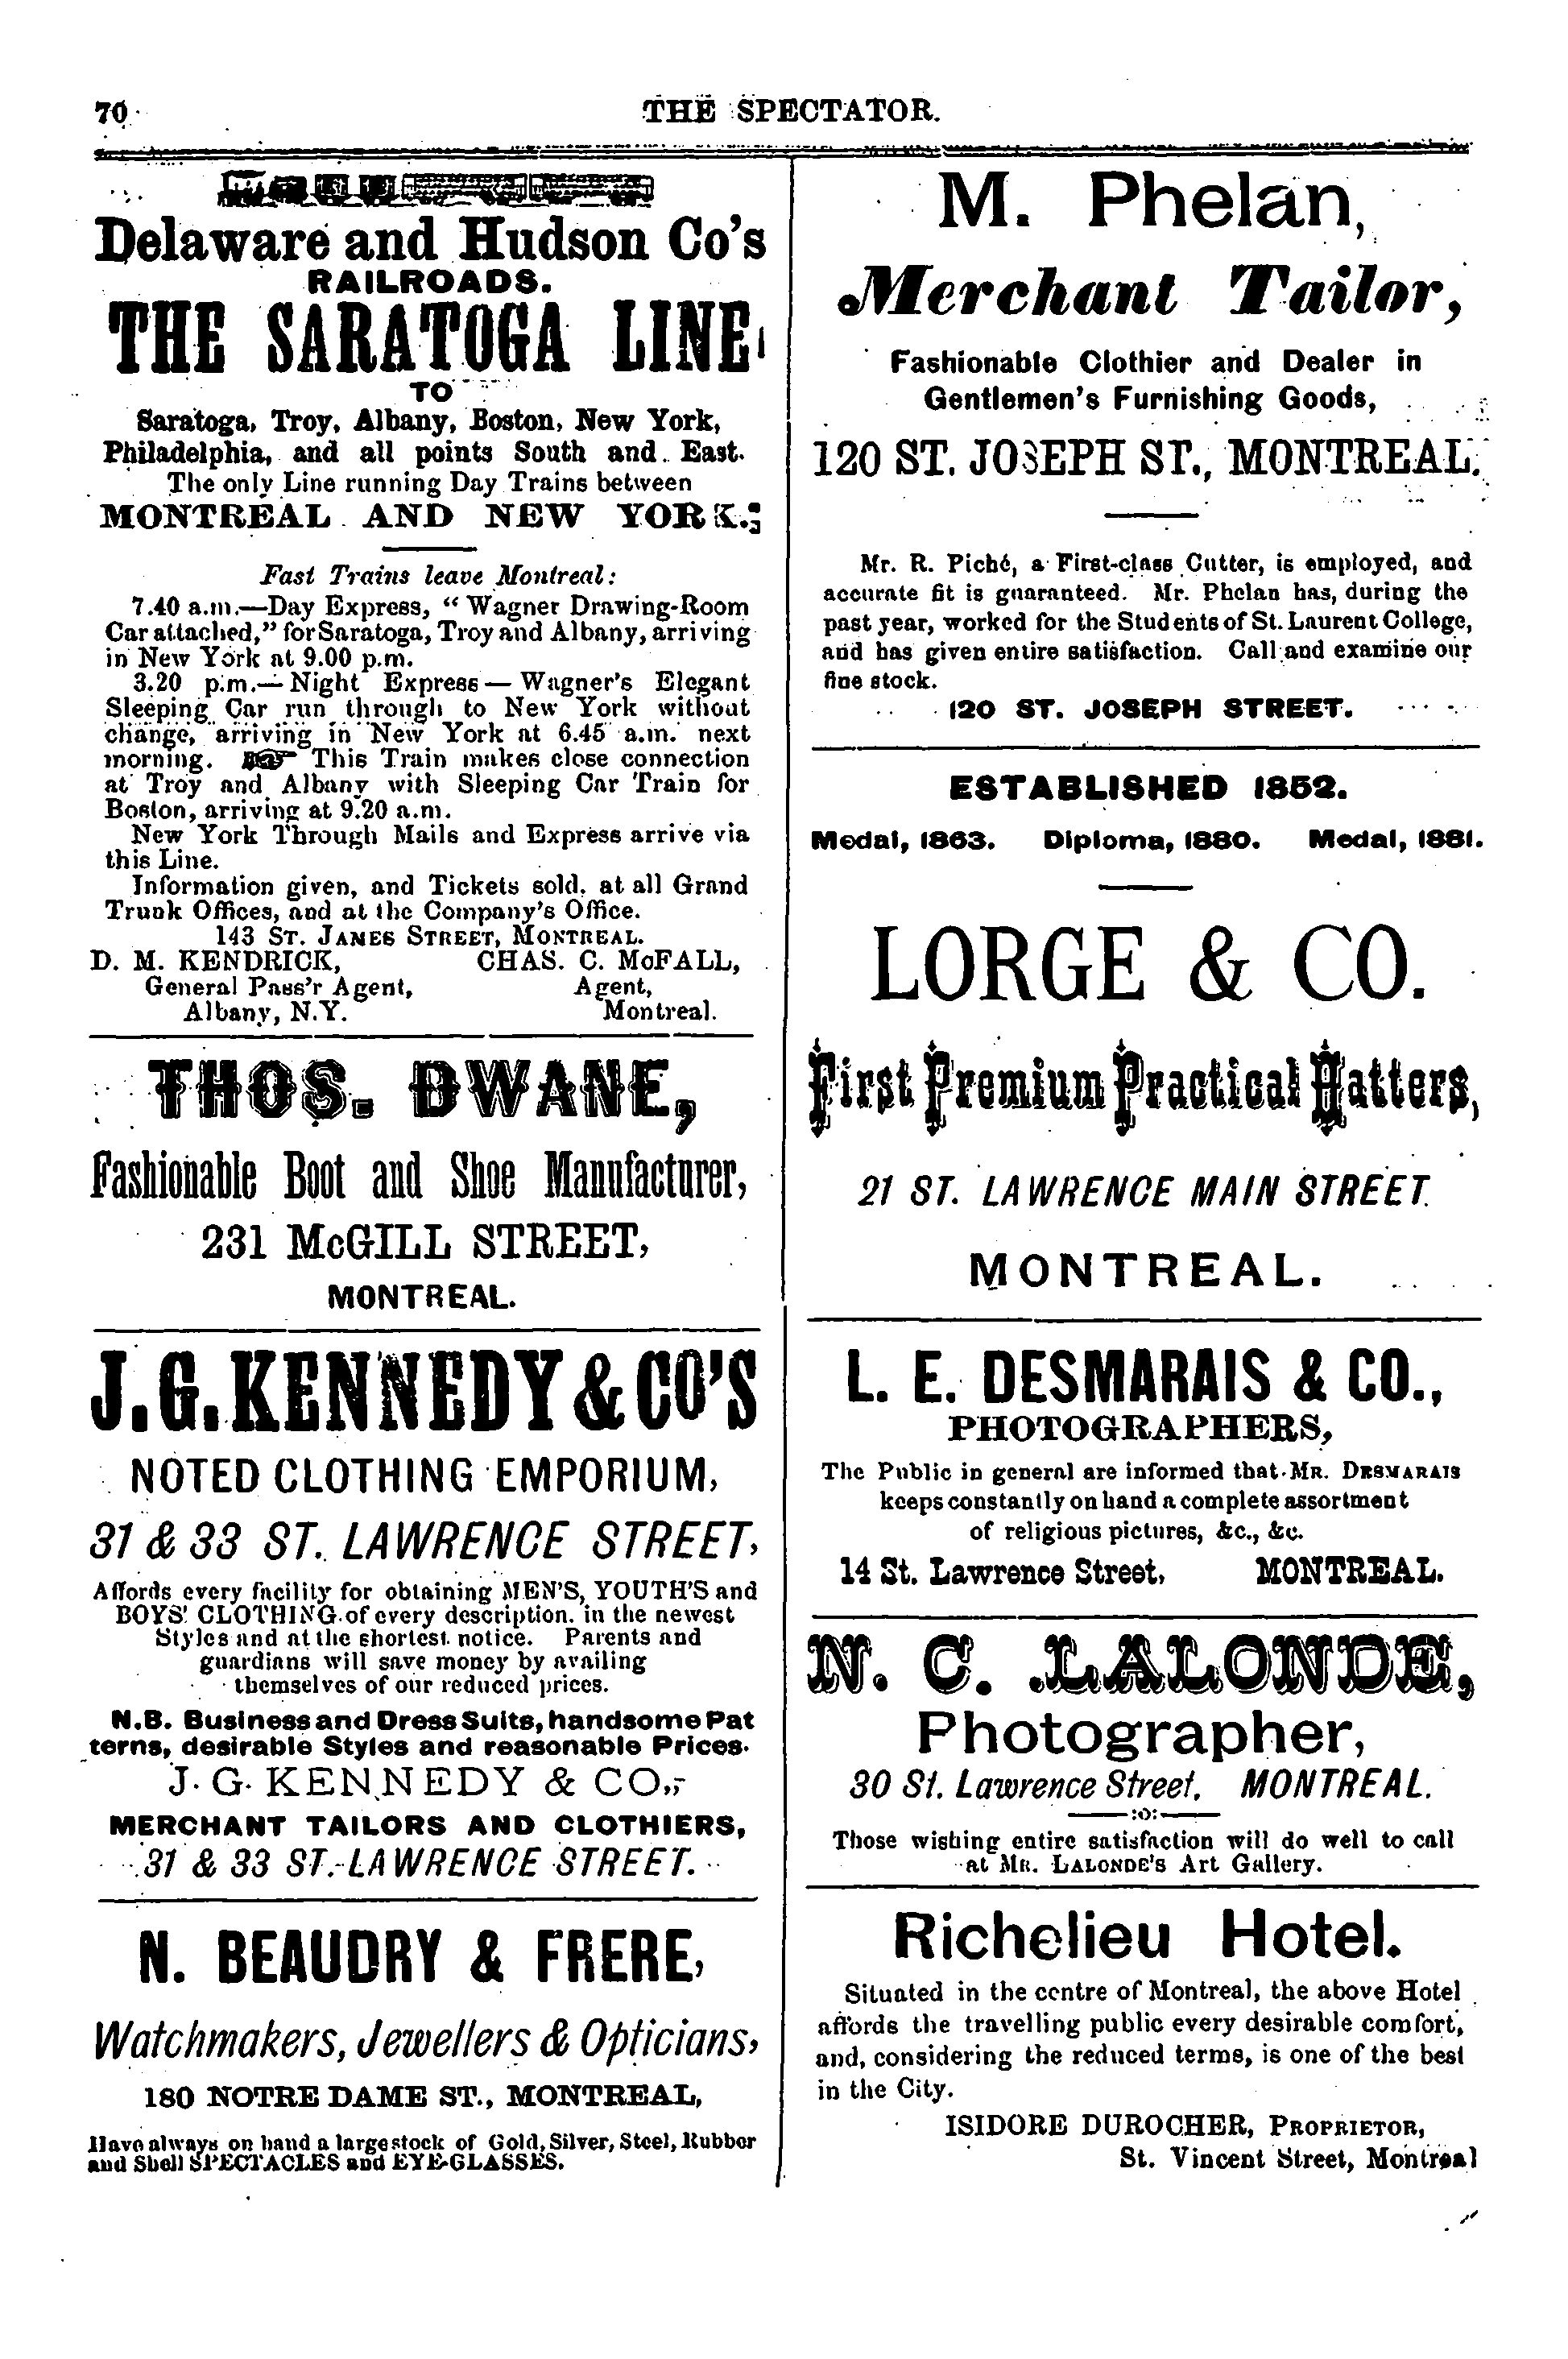 70
THE SPECTATOR.
Delaware and Hudson Co's
RAILROADS.
THE SARATOGA LINE
TO
Saratoga, Troy, Albany, Boston, New York,
Philadelphia, and all points South and East.
The only Line running Day Trains between
MONTREAL AND NEW YORK.
Fast Trains leave Montreal:
7.40 a.m.—Day Express, “Wagner Drawing-Room
Car attached,” for Saratoga, Troy and Albany, arriving
in New York at 9.00 p.m.
3.20 p.m.—Night Express—Wagner's Elegant
Sleeping Car run through to New York without
change, arriving in New York at 6.45 a.m. next
morning. ☞ This Train makes close connection
at Troy and Albany with Sleeping Car Train for
Boston, arriving at 9.20 a.m.
New York Through Mails and Express arrive via
this Line.
Information given, and Tickets sold, at all Grand
Trunk Offices, and at the Company's Office.
143 ST. JAMES STREET, MONTREAL.
D. M. KENDRICK, CHAS. C. McFALL,
General Pass'r Agent, Agent,
Albany, N.Y. Montreal.
THOS. DWANE,
Fashionable Boot and Shoe Manufacturer,
231 McGILL STREET,
MONTREAL.
J. G. KENNEDY & CO'S
NOTED CLOTHING EMPORIUM,
31 & 33 ST. LAWRENCE STREET,
Affords every facility for obtaining MEN'S, YOUTH'S and
BOYS' CLOTHING of every description, in the newest
Styles and at the shortest notice. Parents and
guardians will save money by availing
themselves of our reduced prices.
N.B. Business and Dress Suits, handsome Pat
terns, desirable Styles and reasonable Prices.
J. G. KENNEDY & CO.,
MERCHANT TAILORS AND CLOTHIERS,
31 & 33 ST. LAWRENCE STREET.
N. BEAUDRY & FRERE,
Watchmakers, Jewellers & Opticians,
180 NOTRE DAME ST., MONTREAL,
Have always on hand a large stock of Gold, Silver, Steel, Rubber
and Shell SPECTACLES and EYE-GLASSES.
M. Phelan,
Merchant Tailor,
Fashionable Clothier and Dealer in
Gentlemen's Furnishing Goods,
120 ST. JOSEPH ST., MONTREAL.
Mr. R. Piché, a First-class Cutter, is employed, and
accurate fit is guaranteed. Mr. Phelan has, during the
past year, worked for the Students of St. Laurent College,
and has given entire satisfaction. Call and examine our
fine stock.
120 ST. JOSEPH STREET.
ESTABLISHED 1852.
Medal, 1863. Diploma, 1880. Medal, 1881.
LORGE & CO.
First Premium Practical Hatters,
21 ST. LAWRENCE MAIN STREET.
MONTREAL.
L. E. DESMARAIS & CO.,
PHOTOGRAPHERS,
The Public in general are informed that MR. DESMARAIS
keeps constantly on hand a complete assortment
of religious pictures, &c., &c.
14 St. Lawrence Street, MONTREAL.
N. C. LALONDE,
Photographer,
30 St. Lawrence Street, MONTREAL.
:o:
Those wishing entire satisfaction will do well to call
at MR. LALONDE'S Art Gallery.
Richelieu Hotel.
Situated in the centre of Montreal, the above Hotel
affords the travelling public every desirable comfort,
and, considering the reduced terms, is one of the best
in the City.
ISIDORE DUROCHER, PROPRIETOR,
St. Vincent Street, Montreal